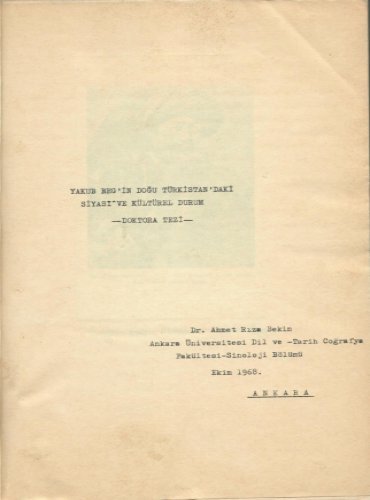 YAKUB BEG'İN DOĞU TÜRKİSTAN'DAKİ
SİYASİ VE KÜLTÜREL DURUM
—DOKTORA TEZİ—
Dr. Ahmet Rıza Bekin
Ankara Üniversitesi Dil ve -Tarih Coğrafya
Fakültesi-Sinoloji Bölümü
Ekim 1968.
ANKARA